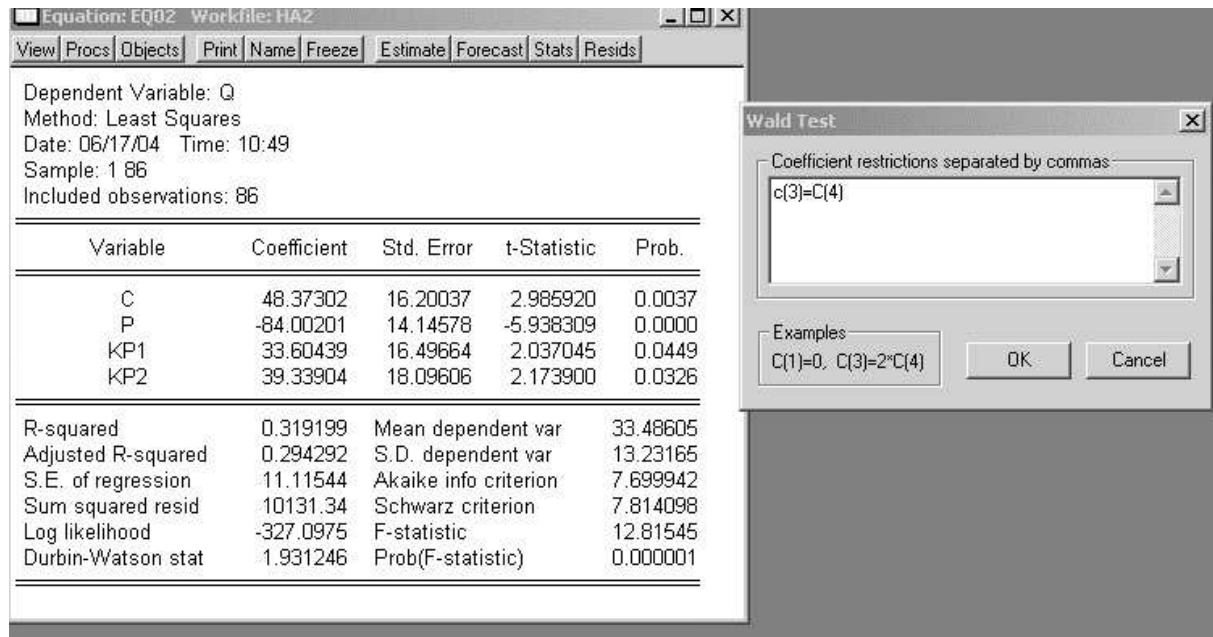 Equation: EQ02 Workfile: HA2
View Procs Objects Print Name Freeze Estimate Forecast Stats Resids
Dependent Variable: Q
Method: Least Squares
Date: 06/17/04 Time: 10:49
Sample: 1 86
Included observations: 86
Variable Coefficient Std. Error t-Statistic Prob.
C 48.37302 16.20037 2.985920 0.0037
P -84.00201 14.14578 -5.938309 0.0000
KP1 33.60439 16.49664 2.037045 0.0449
KP2 39.33904 18.09606 2.173900 0.0326
R-squared 0.319199 Mean dependent var 33.48605
Adjusted R-squared 0.294292 S.D. dependent var 13.23165
S.E. of regression 11.11544 Akaike info criterion 7.699942
Sum squared resid 10131.34 Schwarz criterion 7.814098
Log likelihood -327.0975 F-statistic 12.81545
Durbin-Watson stat 1.931246 Prob(F-statistic) 0.000001
Wald Test
Coefficient restrictions separated by commas
c(3)=C(4)
Examples
C(1)=0, C(3)=2*C(4)
OK Cancel